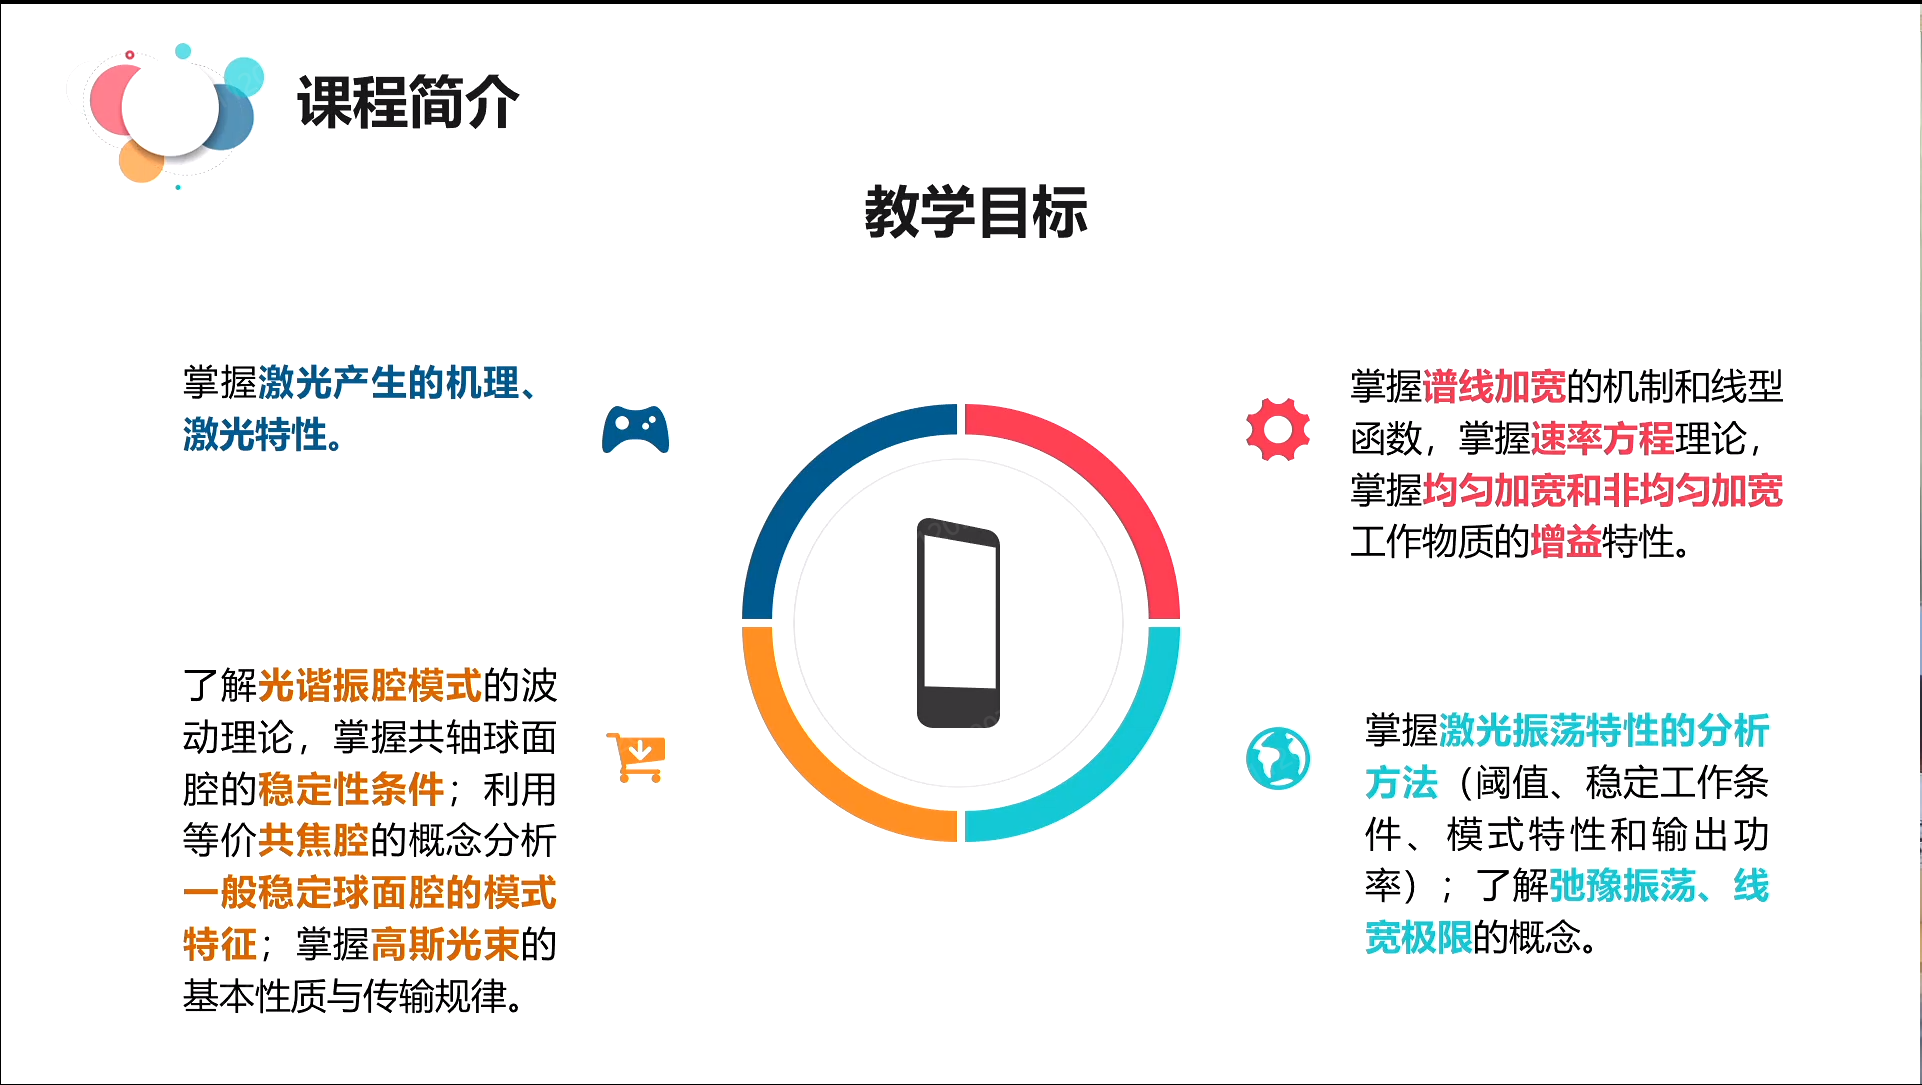 课程简介
教学目标
掌握激光产生的机理、
激光特性。
了解光谐振腔模式的波
动理论，掌握共轴球面
腔的稳定性条件；利用
等价共焦腔的概念分析
一般稳定球面腔的模式
特征；掌握高斯光束的
基本性质与传输规律。
掌握谱线加宽的机制和线型
函数，掌握速率方程理论，
掌握均匀加宽和非均匀加宽
工作物质的增益特性。
掌握激光振荡特性的分析
方法（阈值、稳定工作条
件、模式特性和输出功
率）；了解弛豫振荡、线
宽极限的概念。